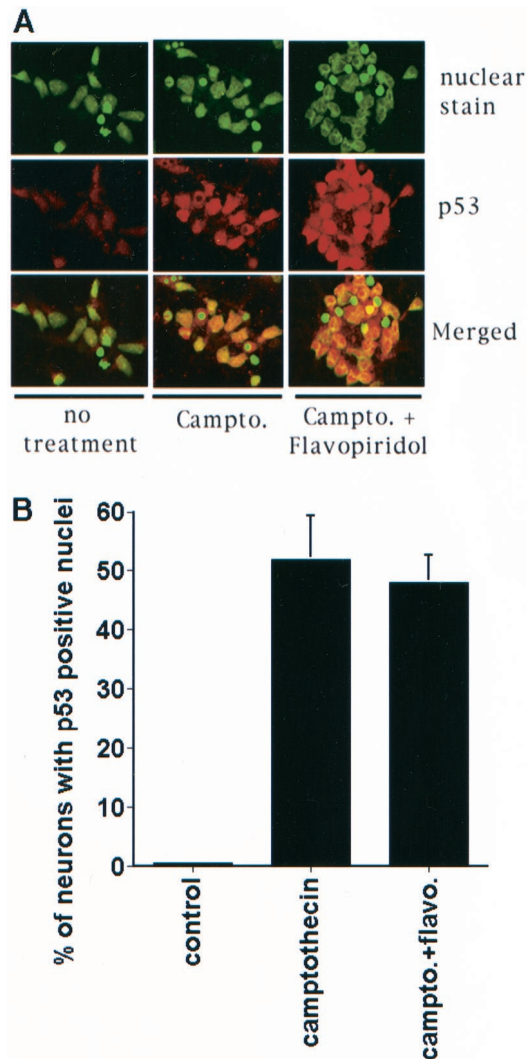 A
nuclear
stain
p53
Merged
no
treatment
Campto.
Campto. +
Flavopiridol
B
% of neurons with p53 positive nuclei
60
50
40
30
20
10
0
control
camptothecin
campto.+flavo.